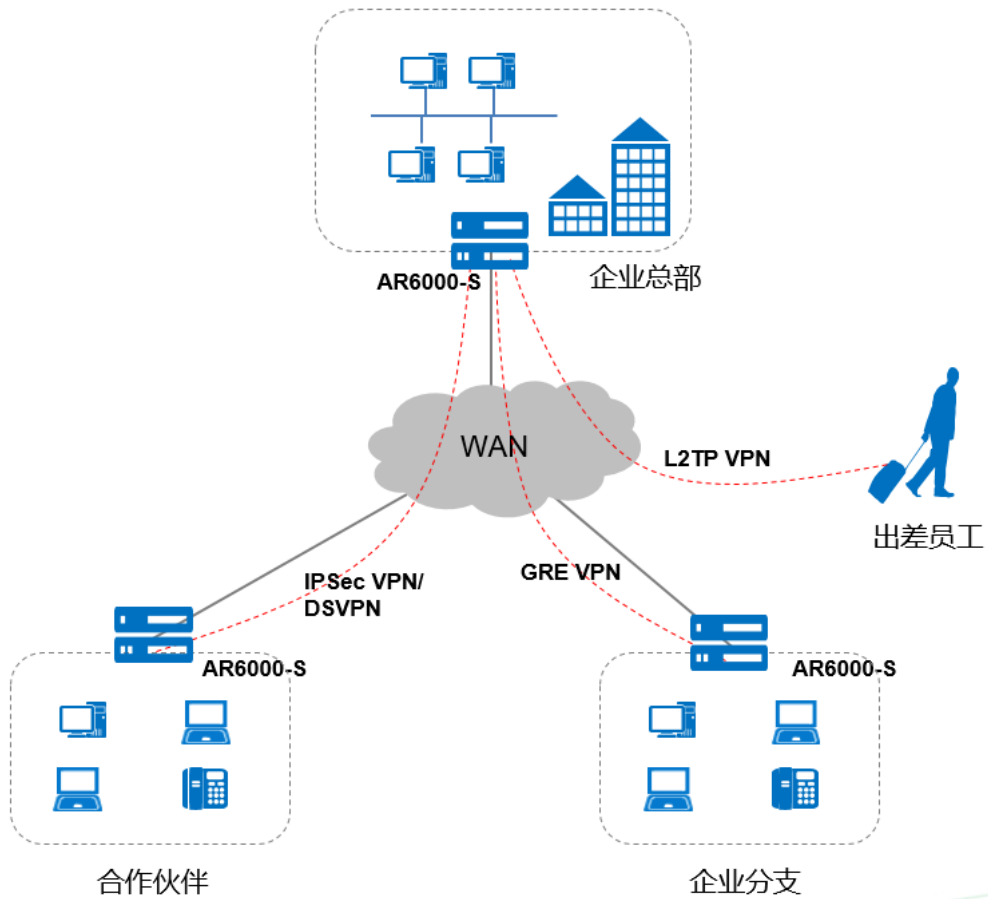 AR6000-S
企业总部
WAN
L2TP VPN
出差员工
IPSec VPN/
DSVPN
GRE VPN
AR6000-S
AR6000-S
合作伙伴
企业分支